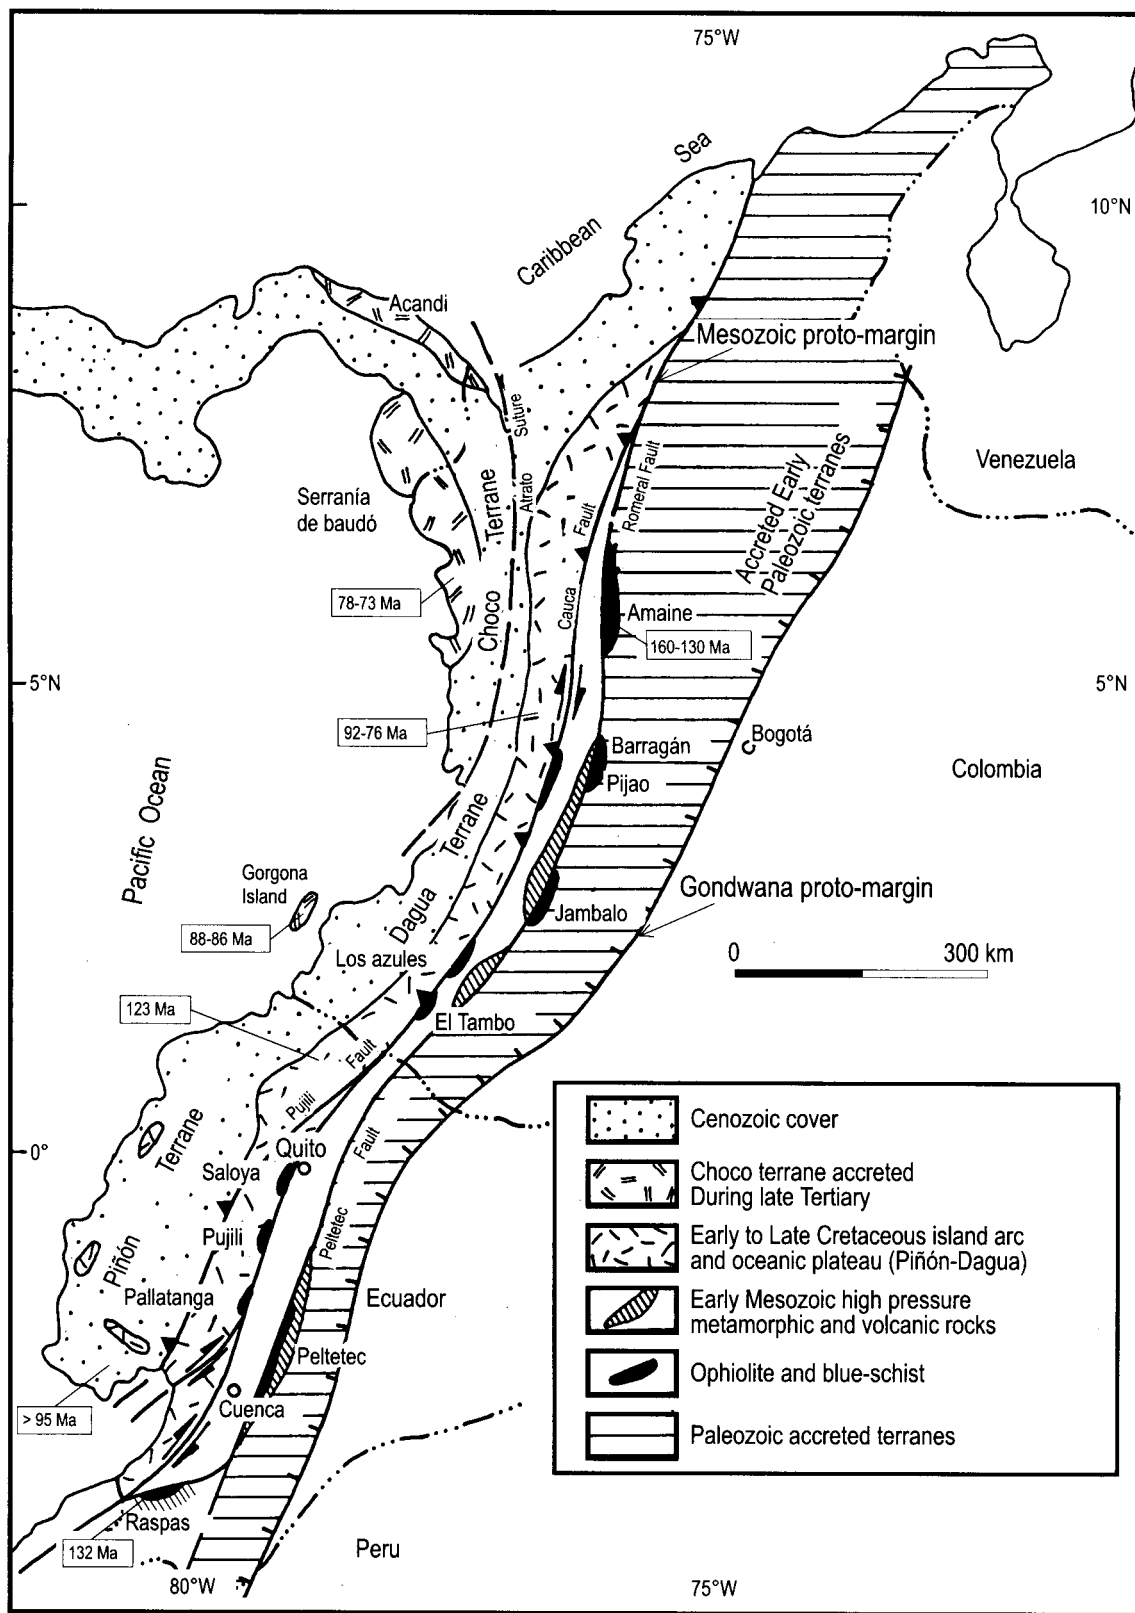 75°W
Sea
10°N
Caribbean
Acandi
Mesozoic proto-margin
Suture
Venezuela
Accreted Early
Paleozoic terranes
Romeral Fault
Serranía
de baudó
Terrane
Atrato
Fault
78-73 Ma
Choco
Cauca
Amaine
160-130 Ma
5°N
5°N
92-76 Ma
Bogotá
Barragán
Pijao
Colombia
Pacific Ocean
Terrane
Gorgona
Island
Gondwana proto-margin
Dagua
Jambalo
88-86 Ma
Los azules
0
300 km
123 Ma
El Tambo
Fault
Pujili
Terrane
Quito
Fault
0°
Saloya
Pujili
Peltetec
Piñón
Pallatanga
Ecuador
Peltetec
> 95 Ma
Cuenca
Raspas
132 Ma
Peru
80°W
75°W
Cenozoic cover
Choco terrane accreted
During late Tertiary
Early to Late Cretaceous island arc
and oceanic plateau (Piñón-Dagua)
Early Mesozoic high pressure
metamorphic and volcanic rocks
Ophiolite and blue-schist
Paleozoic accreted terranes